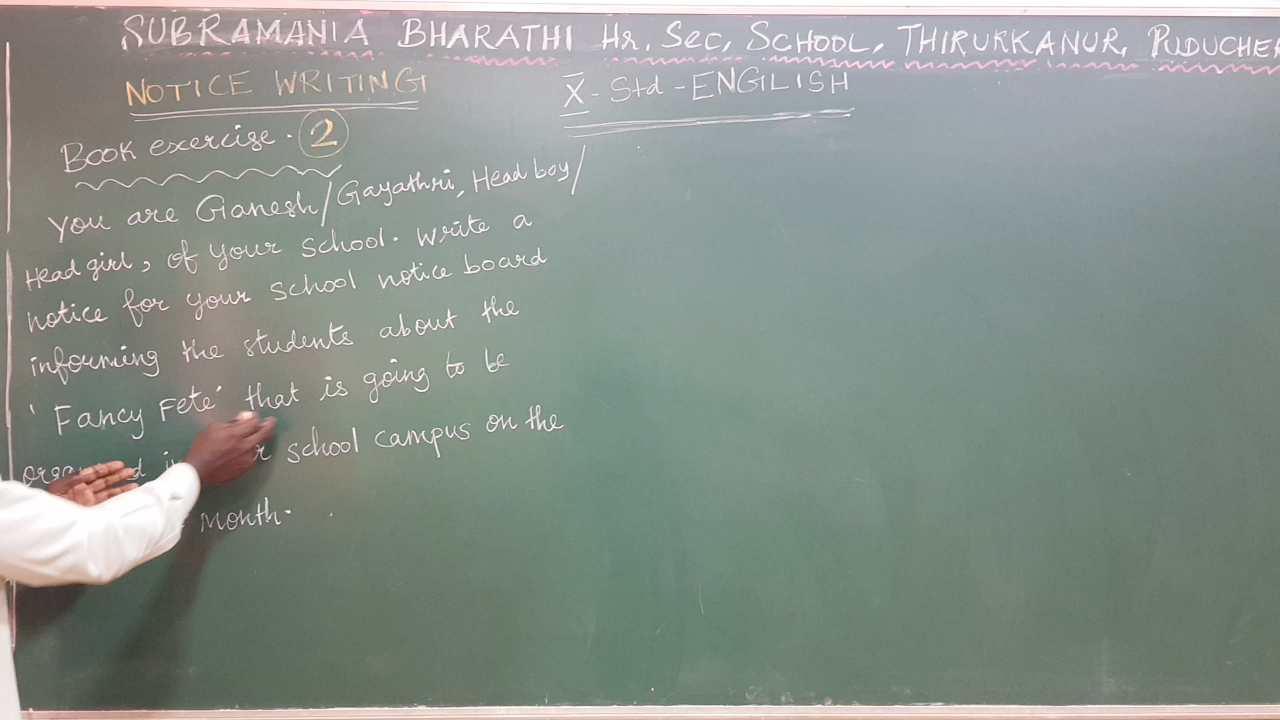 SUBRAMANIA BHARATHI Hr. Sec, SCHOOL, THIRUKKANUR, PUDUCHER
NOTICE WRITING
X - Std - ENGLISH
Book exercise. 2
You are Ganesh/Gayathri, Head boy/
Head girl, of your school. Write a
notice for your school notice board
informing the students about the
'Fancy Fete' that is going to be
school campus on the
Month.